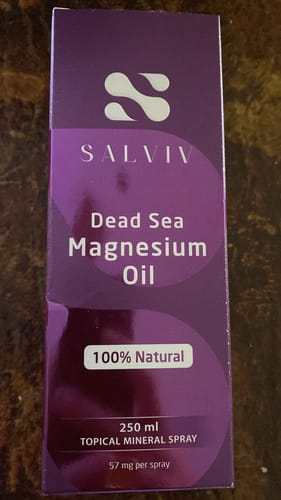 SALVIV
Dead Sea
Magnesium
Oil
100% Natural
250 ml
TOPICAL MINERAL SPRAY
57 mg per spray